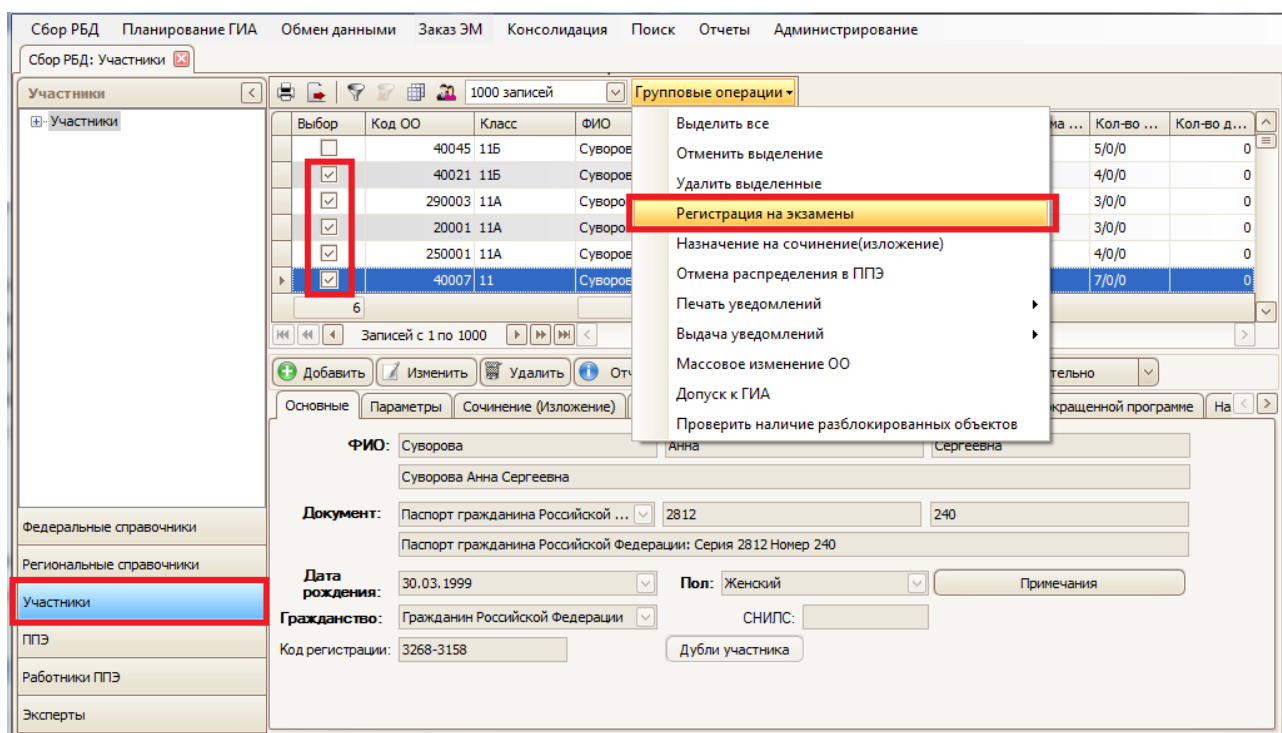 Сбор РБД Планирование ГИА Обмен данными Заказ ЭМ Консолидация Поиск Отчеты Администрирование
Сбор РБД: Участники
Участники
1000 записей
Групповые операции
Участники
Выбор Код ОО Класс ФИО ма ... Кол-во ... Кол-во д...
40045 11Б Суворов 5/0/0 0
40021 11Б Суворов 4/0/0 0
290003 11А Суворо 3/0/0 0
20001 11А Суворо 3/0/0 0
250001 11А Суворов 4/0/0 0
40007 11 Суворов 7/0/0 0
6
Записей с 1 по 1000
Выделить все
Отменить выделение
Удалить выделенные
Регистрация на экзамены
Назначение на сочинение(изложение)
Отмена распределения в ППЭ
Печать уведомлений
Выдача уведомлений
Массовое изменение ОО
Допуск к ГИА
Проверить наличие разблокированных объектов
Добавить Изменить Удалить Отч тельно
Основные Параметры Сочинение (Изложение) кращенной программе На
ФИО: Суворова Анна Сергеевна
Суворова Анна Сергеевна
Документ: Паспорт гражданина Российской ... 2812 240
Паспорт гражданина Российской Федерации: Серия 2812 Номер 240
Дата рождения: 30.03.1999 Пол: Женский Примечания
Гражданство: Гражданин Российской Федерации СНИЛС:
Код регистрации: 3268-3158 Дубли участника
Федеральные справочники
Региональные справочники
Участники
ППЭ
Работники ППЭ
Эксперты